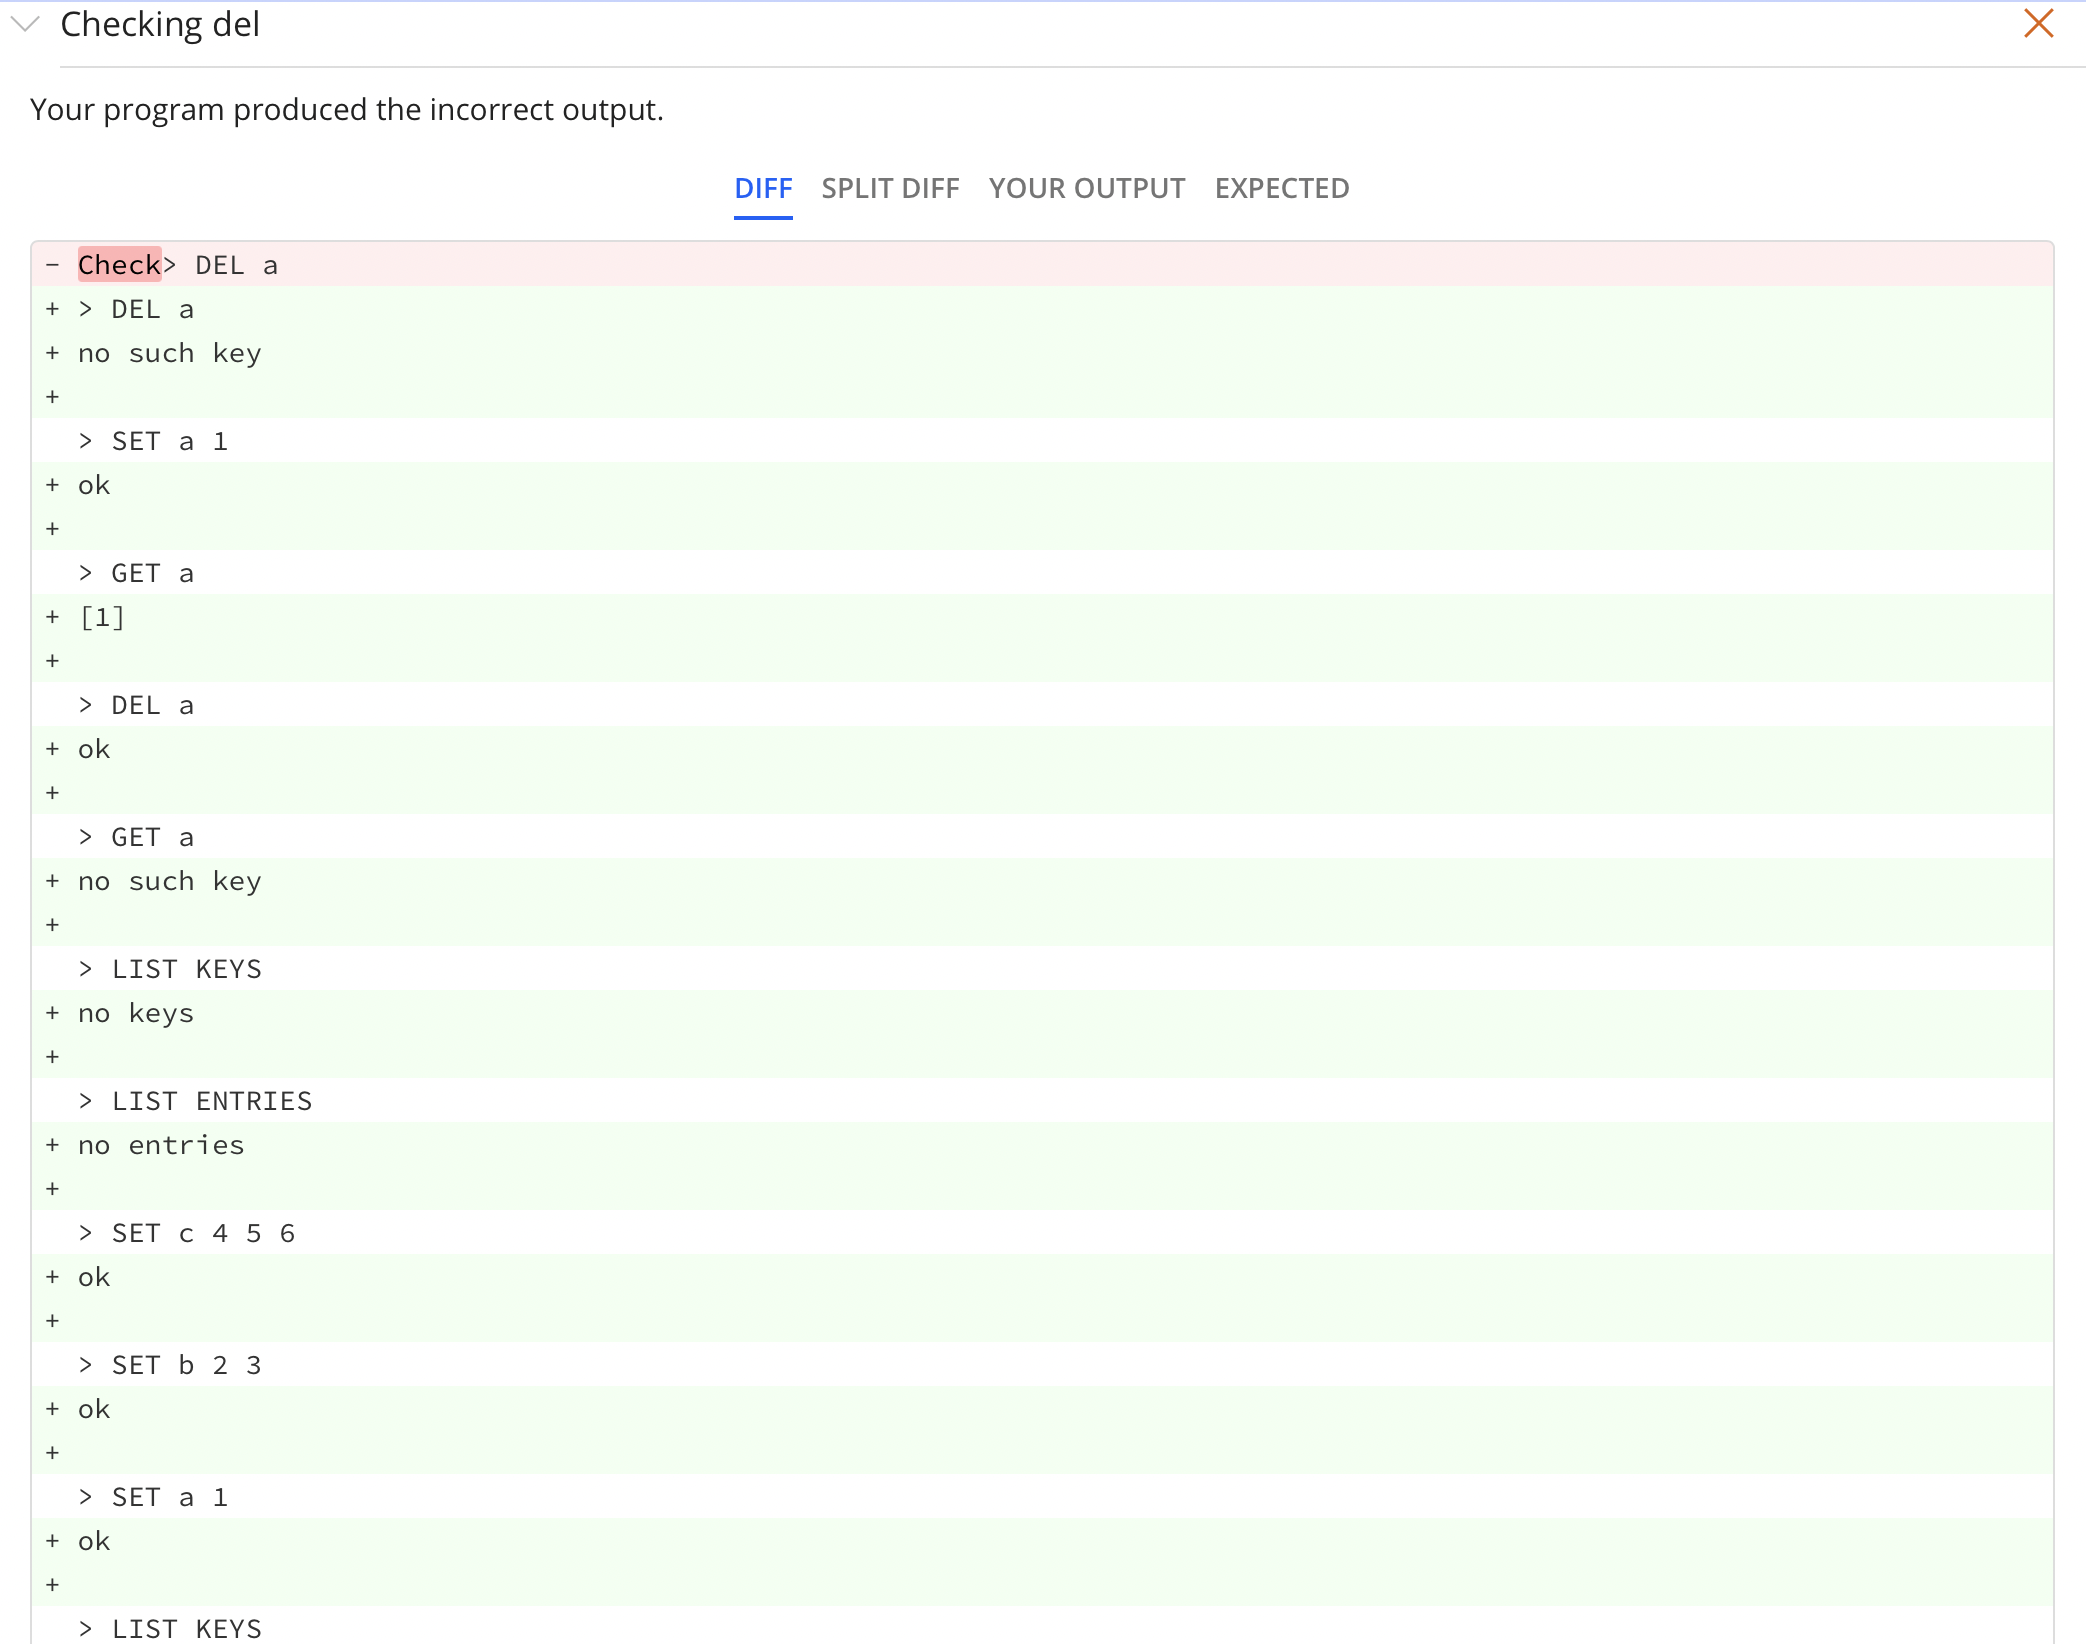 Checking del
Your program produced the incorrect output.
DIFF SPLIT DIFF YOUR OUTPUT EXPECTED
- Check> DEL a
+ > DEL a
+ no such key
+
> SET a 1
+ ok
+
> GET a
+ [1]
+
> DEL a
+ ok
+
> GET a
+ no such key
+
> LIST KEYS
+ no keys
+
> LIST ENTRIES
+ no entries
+
> SET c 4 5 6
+ ok
+
> SET b 2 3
+ ok
+
> SET a 1
+ ok
+
> LIST KEYS